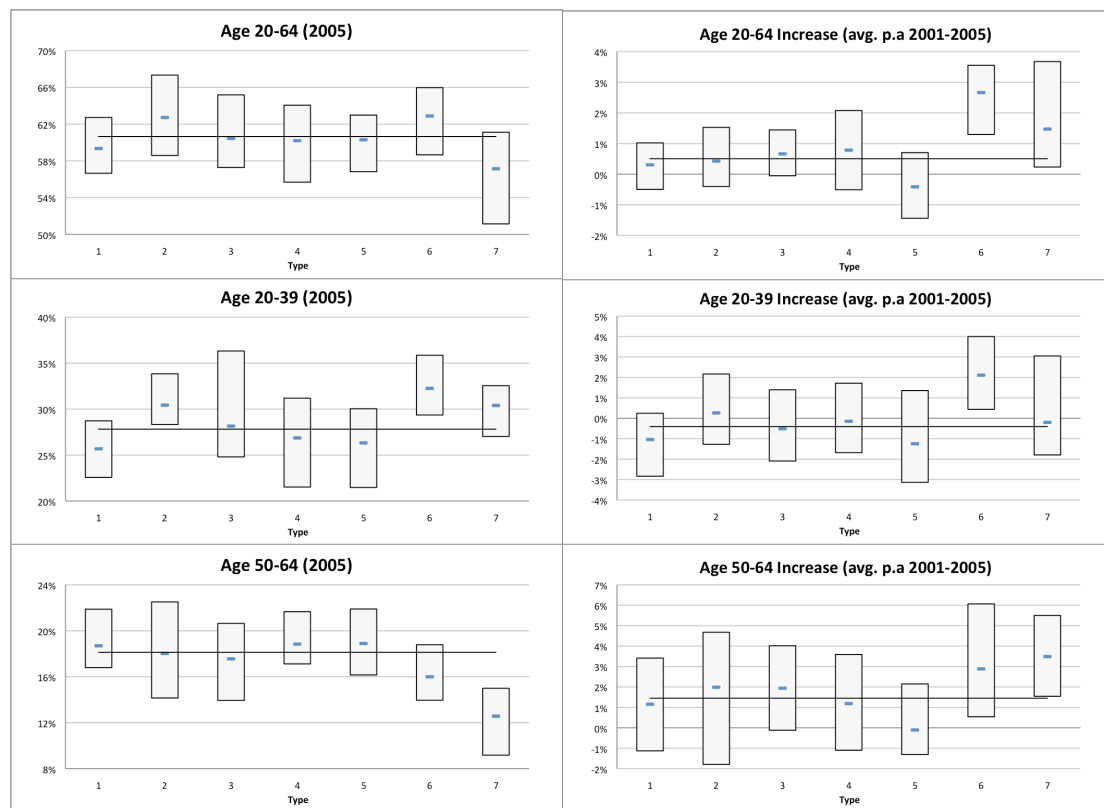 Age 20-64 (2005)
70%
66%
62%
58%
54%
50%
1 2 3 4 5 6 7
Type
Age 20-64 Increase (avg. p.a 2001-2005)
4%
3%
2%
1%
0%
-1%
-2%
1 2 3 4 5 6 7
Type
Age 20-39 (2005)
40%
35%
30%
25%
20%
1 2 3 4 5 6 7
Type
Age 20-39 Increase (avg. p.a 2001-2005)
5%
4%
3%
2%
1%
0%
-1%
-2%
-3%
-4%
1 2 3 4 5 6 7
Type
Age 50-64 (2005)
24%
20%
16%
12%
8%
1 2 3 4 5 6 7
Type
Age 50-64 Increase (avg. p.a 2001-2005)
7%
6%
5%
4%
3%
2%
1%
0%
-1%
-2%
1 2 3 4 5 6 7
Type